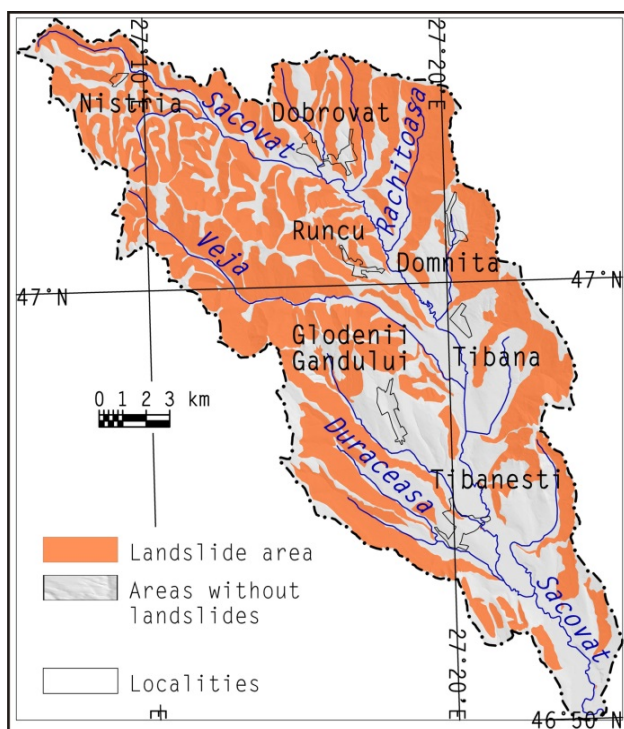 27°10'E
27°20'E
Nistria
Sacovat
Dobrovat
Rachitoasa
Runcu
Veja
Domnita
47°N
47°N
Glodenii
Gandului
Tibana
0 1 2 3 km
Duraceasa
Tibanesti
Landslide area
Areas without
landslides
Sacovat
Localities
E
27°20'E
46°50'N